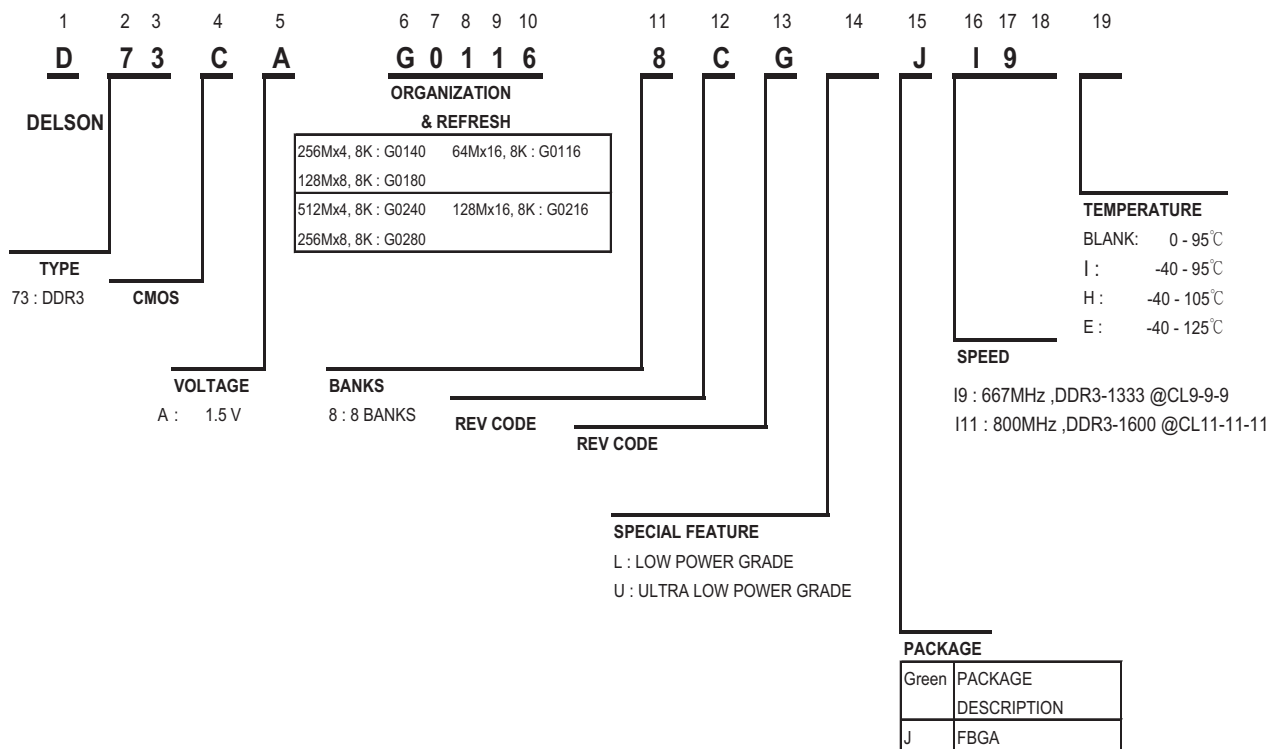 1 2 3 4 5 6 7 8 9 10 11 12 13 14 15 16 17 18 19
D 7 3 C A G 0 1 1 6 8 C G J I 9
DELSON
ORGANIZATION
& REFRESH
256Mx4, 8K : G0140 64Mx16, 8K : G0116
128Mx8, 8K : G0180
512Mx4, 8K : G0240 128Mx16, 8K : G0216
256Mx8, 8K : G0280
TYPE
73 : DDR3
CMOS
VOLTAGE
A : 1.5 V
BANKS
8 : 8 BANKS
REV CODE
REV CODE
SPECIAL FEATURE
L : LOW POWER GRADE
U : ULTRA LOW POWER GRADE
TEMPERATURE
BLANK: 0 - 95℃
I : -40 - 95℃
H : -40 - 105℃
E : -40 - 125℃
SPEED
I9 : 667MHz ,DDR3-1333 @CL9-9-9
I11 : 800MHz ,DDR3-1600 @CL11-11-11
PACKAGE
Green PACKAGE
DESCRIPTION
J FBGA